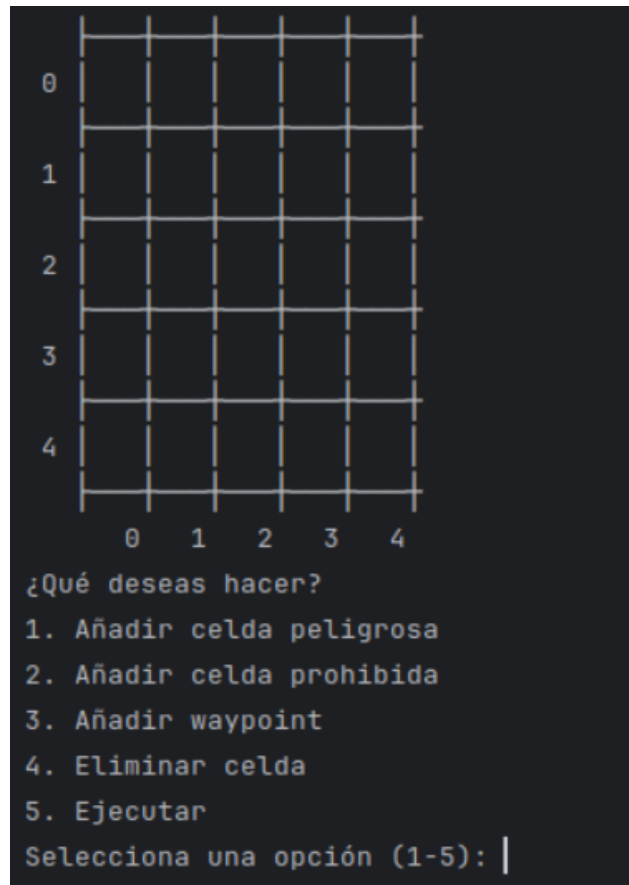 0
1
2
3
4
0 1 2 3 4
¿Qué deseas hacer?
1. Añadir celda peligrosa
2. Añadir celda prohibida
3. Añadir waypoint
4. Eliminar celda
5. Ejecutar
Selecciona una opción (1-5):